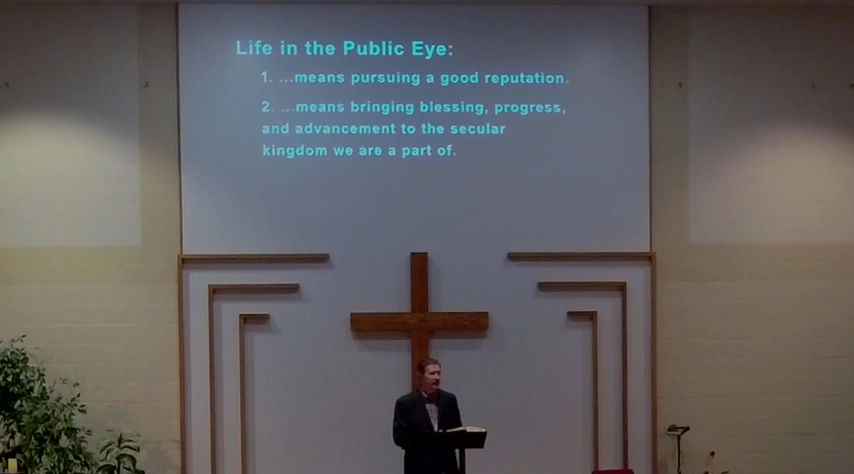 Life in the Public Eye:
1. ...means pursuing a good reputation.
2. ...means bringing blessing, progress,
and advancement to the secular
kingdom we are a part of.